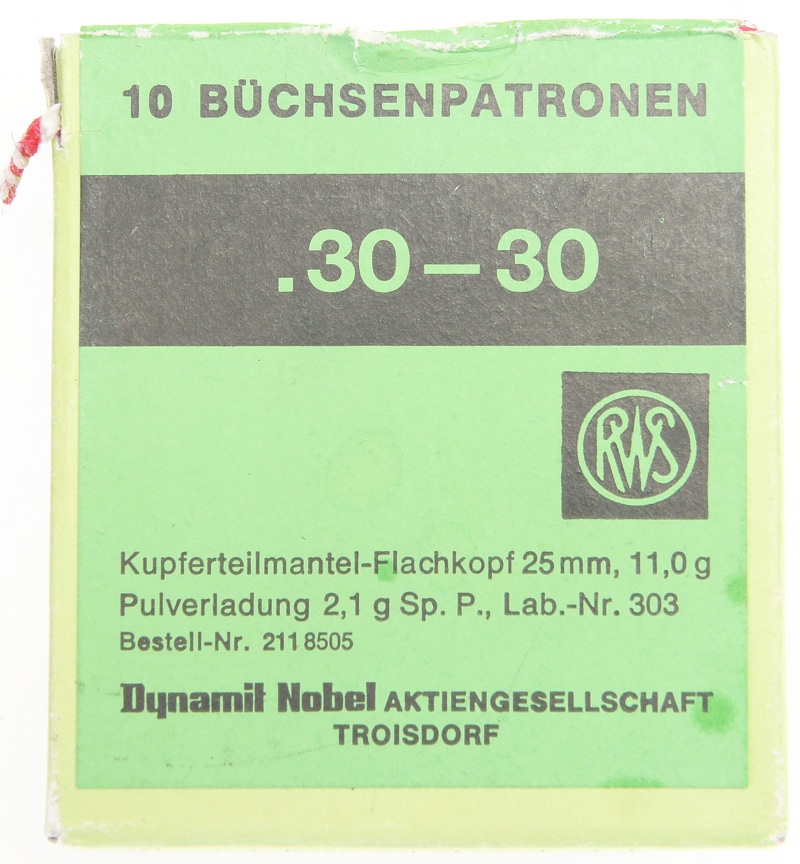 10 BÜCHSENPATRONEN
.30–30
RWS
Kupferteilmantel-Flachkopf 25 mm, 11,0 g
Pulverladung 2,1 g Sp. P., Lab.-Nr. 303
Bestell-Nr. 211 8505
Dynamit Nobel AKTIENGESELLSCHAFT
TROISDORF